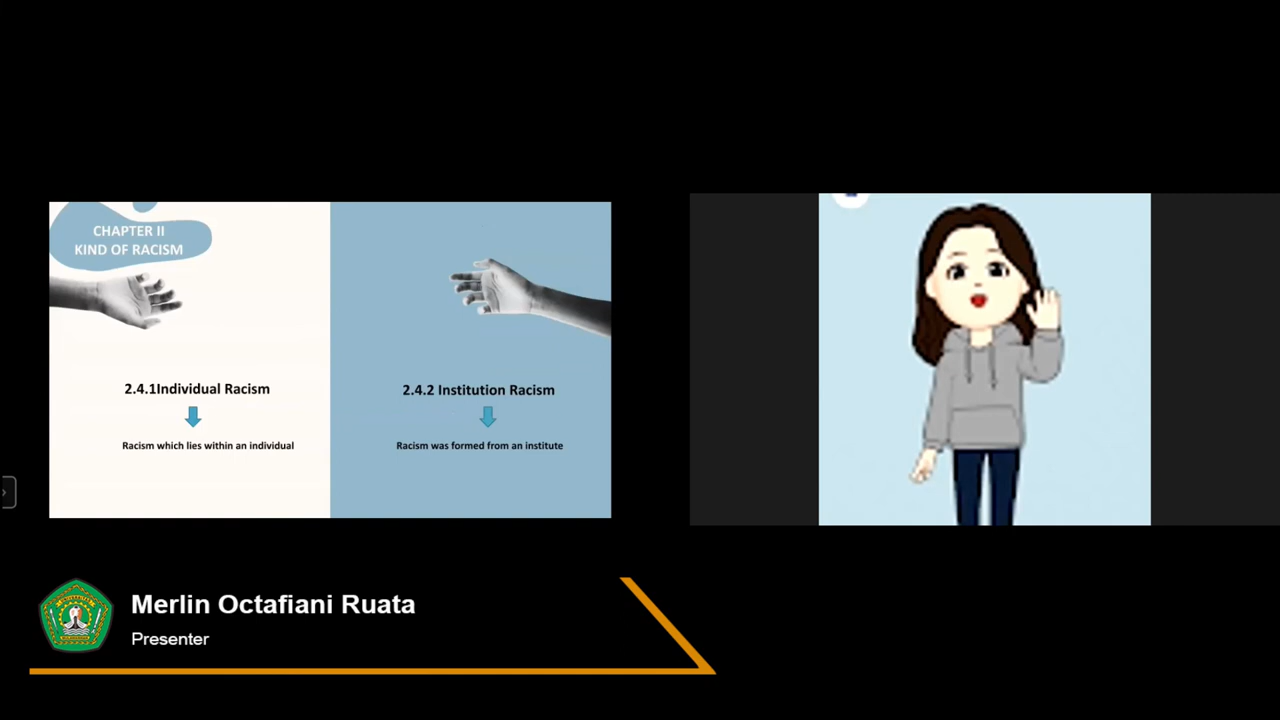 CHAPTER II
KIND OF RACISM
2.4.1Individual Racism
Racism which lies within an individual
2.4.2 Institution Racism
Racism was formed from an institute
Merlin Octafiani Ruata
Presenter